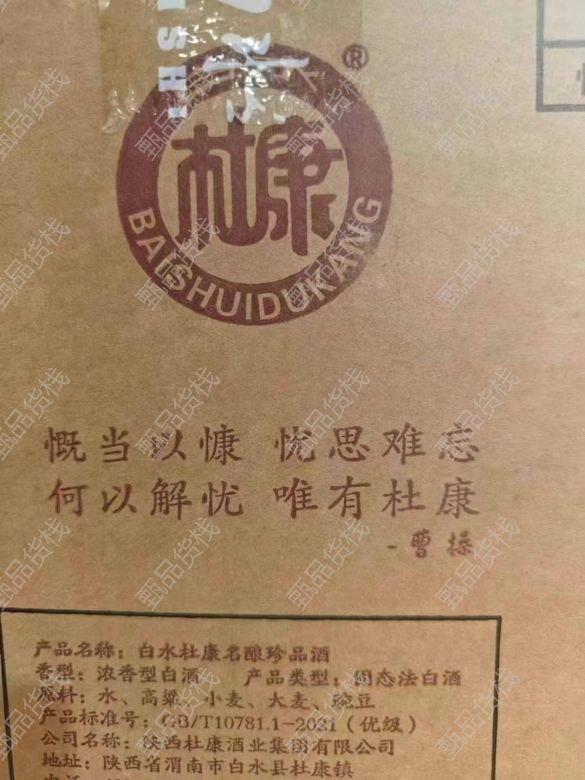 ®
杜康
BAISHUIDUKANG
慨当以慷 忧思难忘
何以解忧 唯有杜康
-曹操
产品名称：白水杜康名酿珍品酒
香型：浓香型白酒 产品类型：固态法白酒
原料：水、高粱、小麦、大麦、豌豆
产品标准号：GB/T10781.1-2021（优级）
公司名称：陕西杜康酒业集团有限公司
地址：陕西省渭南市白水县杜康镇
甄品货栈